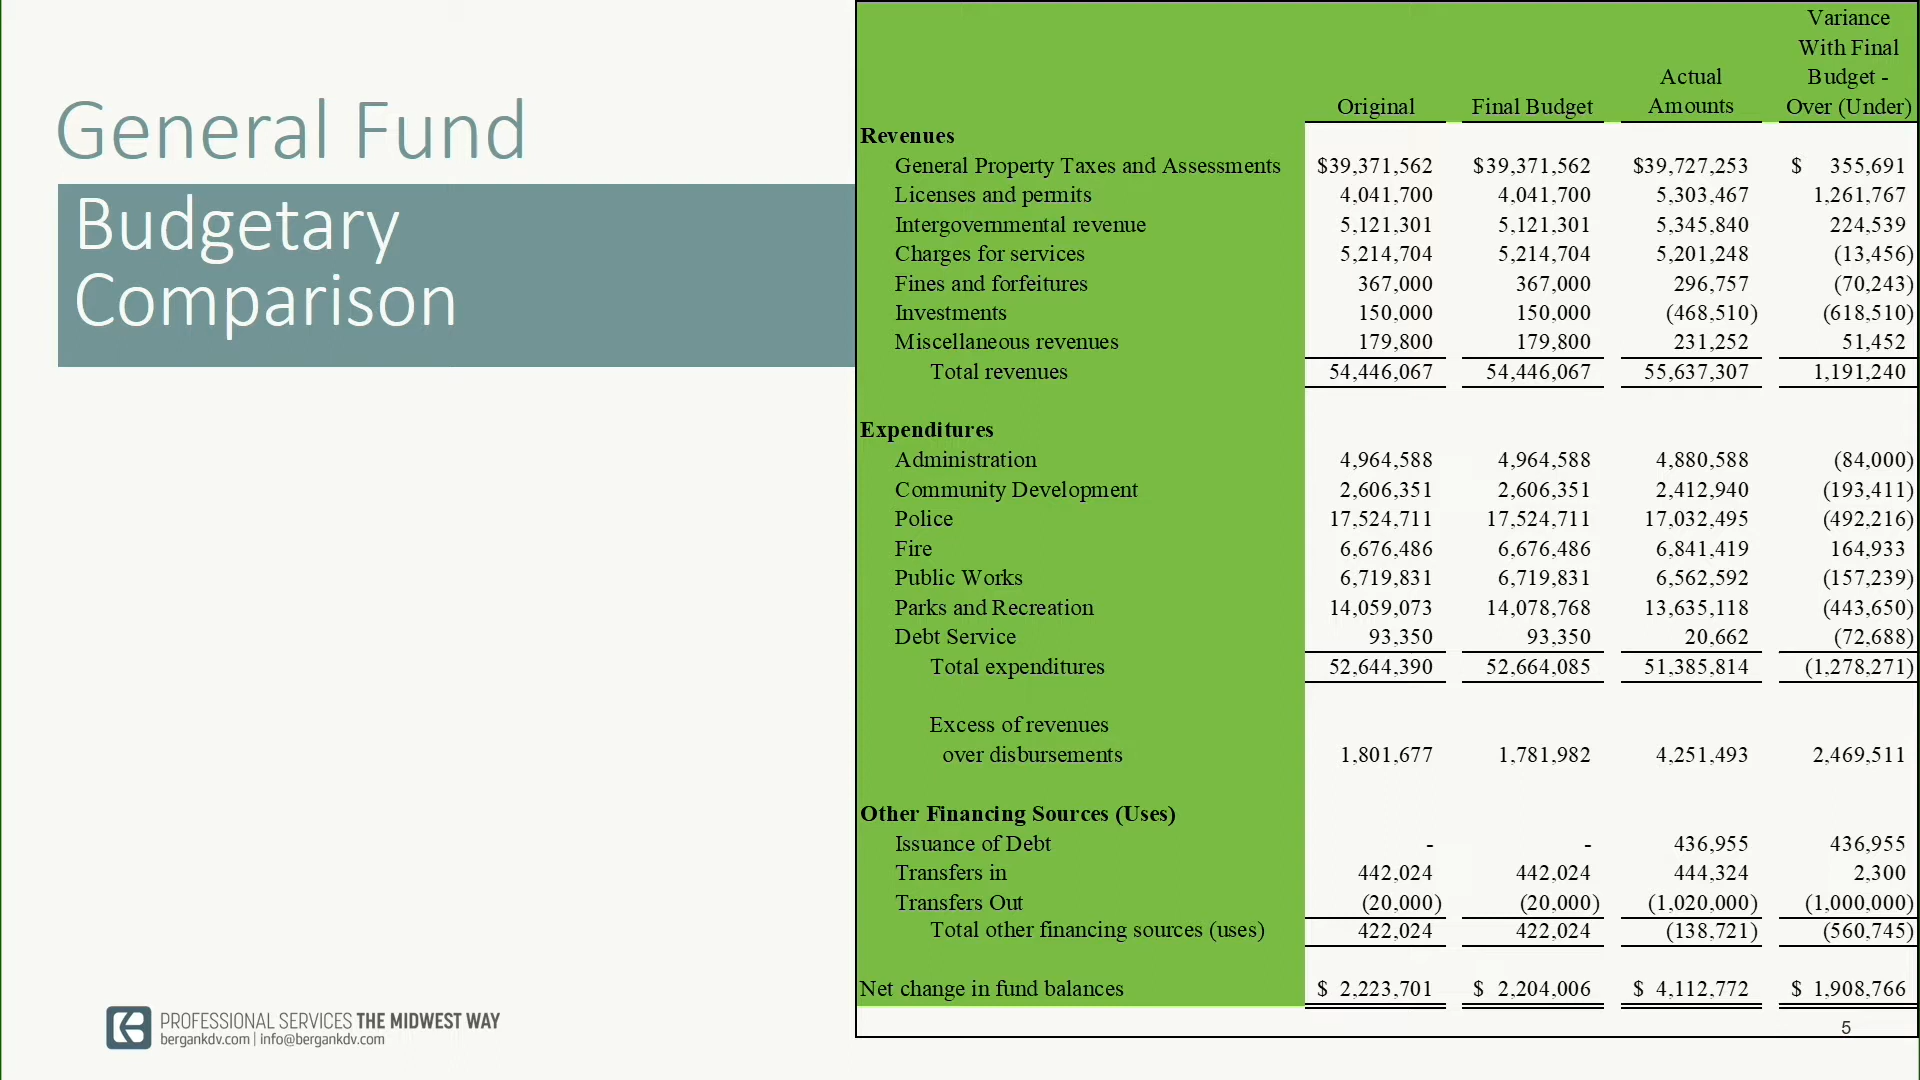 General Fund
Budgetary
Comparison
Original Final Budget Actual Amounts Variance With Final Budget - Over (Under)
Revenues
General Property Taxes and Assessments $39,371,562 $39,371,562 $39,727,253 $ 355,691
Licenses and permits 4,041,700 4,041,700 5,303,467 1,261,767
Intergovernmental revenue 5,121,301 5,121,301 5,345,840 224,539
Charges for services 5,214,704 5,214,704 5,201,248 (13,456)
Fines and forfeitures 367,000 367,000 296,757 (70,243)
Investments 150,000 150,000 (468,510) (618,510)
Miscellaneous revenues 179,800 179,800 231,252 51,452
Total revenues 54,446,067 54,446,067 55,637,307 1,191,240
Expenditures
Administration 4,964,588 4,964,588 4,880,588 (84,000)
Community Development 2,606,351 2,606,351 2,412,940 (193,411)
Police 17,524,711 17,524,711 17,032,495 (492,216)
Fire 6,676,486 6,676,486 6,841,419 164,933
Public Works 6,719,831 6,719,831 6,562,592 (157,239)
Parks and Recreation 14,059,073 14,078,768 13,635,118 (443,650)
Debt Service 93,350 93,350 20,662 (72,688)
Total expenditures 52,644,390 52,664,085 51,385,814 (1,278,271)
Excess of revenues
over disbursements 1,801,677 1,781,982 4,251,493 2,469,511
Other Financing Sources (Uses)
Issuance of Debt - - 436,955 436,955
Transfers in 442,024 442,024 444,324 2,300
Transfers Out (20,000) (20,000) (1,020,000) (1,000,000)
Total other financing sources (uses) 422,024 422,024 (138,721) (560,745)
Net change in fund balances $ 2,223,701 $ 2,204,006 $ 4,112,772 $ 1,908,766
PROFESSIONAL SERVICES THE MIDWEST WAY
bergankdv.com | info@bergankdv.com
5